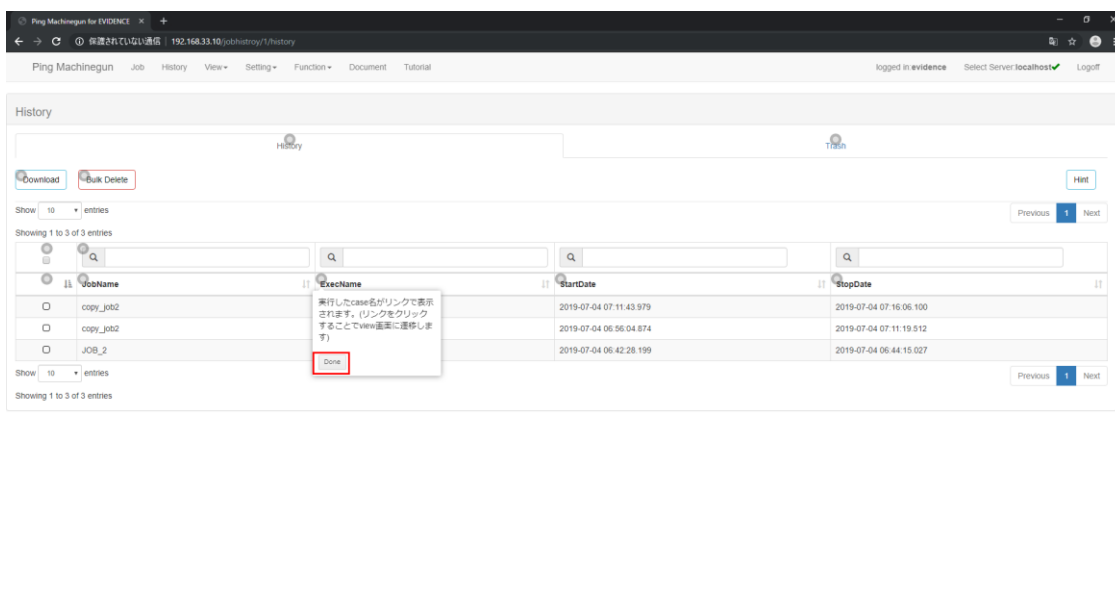 Ping Machinegun for EVIDENCE × +
保護されていない通信 | 192.168.33.10/jobhistroy/1/history
Ping Machinegun Job History View Setting Function Document Tutorial logged in:evidence Select Server:localhost Logoff
History
History Trash
Download Bulk Delete Hint
Show 10 entries Previous 1 Next
Showing 1 to 3 of 3 entries
JobName ExecName StartDate StopDate
copy_job2 2019-07-04 07:11:43.979 2019-07-04 07:16:06.100
copy_job2 2019-07-04 06:56:04.874 2019-07-04 07:11:19.512
JOB_2 2019-07-04 06:42:28.199 2019-07-04 06:44:15.027
実行したcase名がリンクで表示
されます。(リンクをクリック
することでview画面に遷移しま
す)
Done
Show 10 entries Previous 1 Next
Showing 1 to 3 of 3 entries